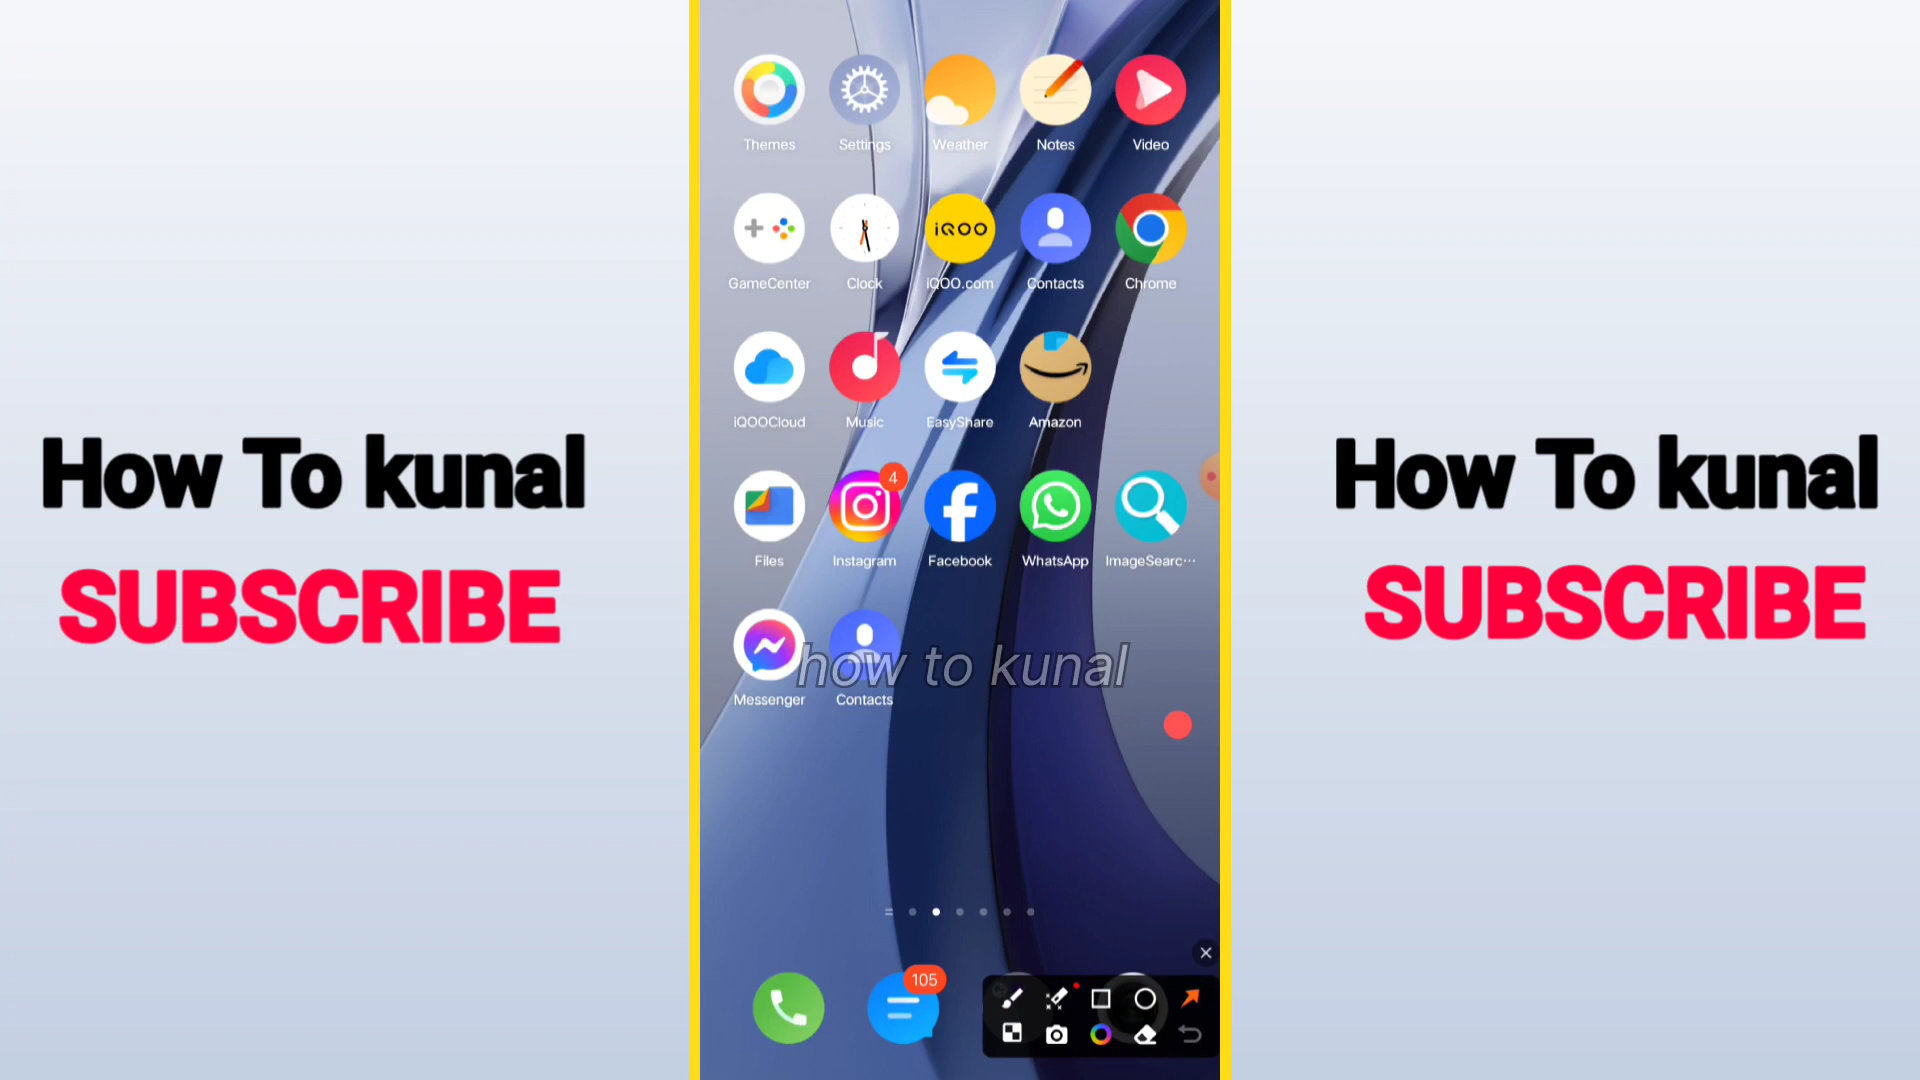 How To kunal
SUBSCRIBE
Themes
Settings
Weather
Notes
Video
iQOO
GameCenter
Clock
iQOO.com
Contacts
Chrome
iQOOCloud
Music
EasyShare
Amazon
4
Files
Instagram
Facebook
WhatsApp
ImageSearc···
how to kunal
Messenger
Contacts
105
How To kunal
SUBSCRIBE